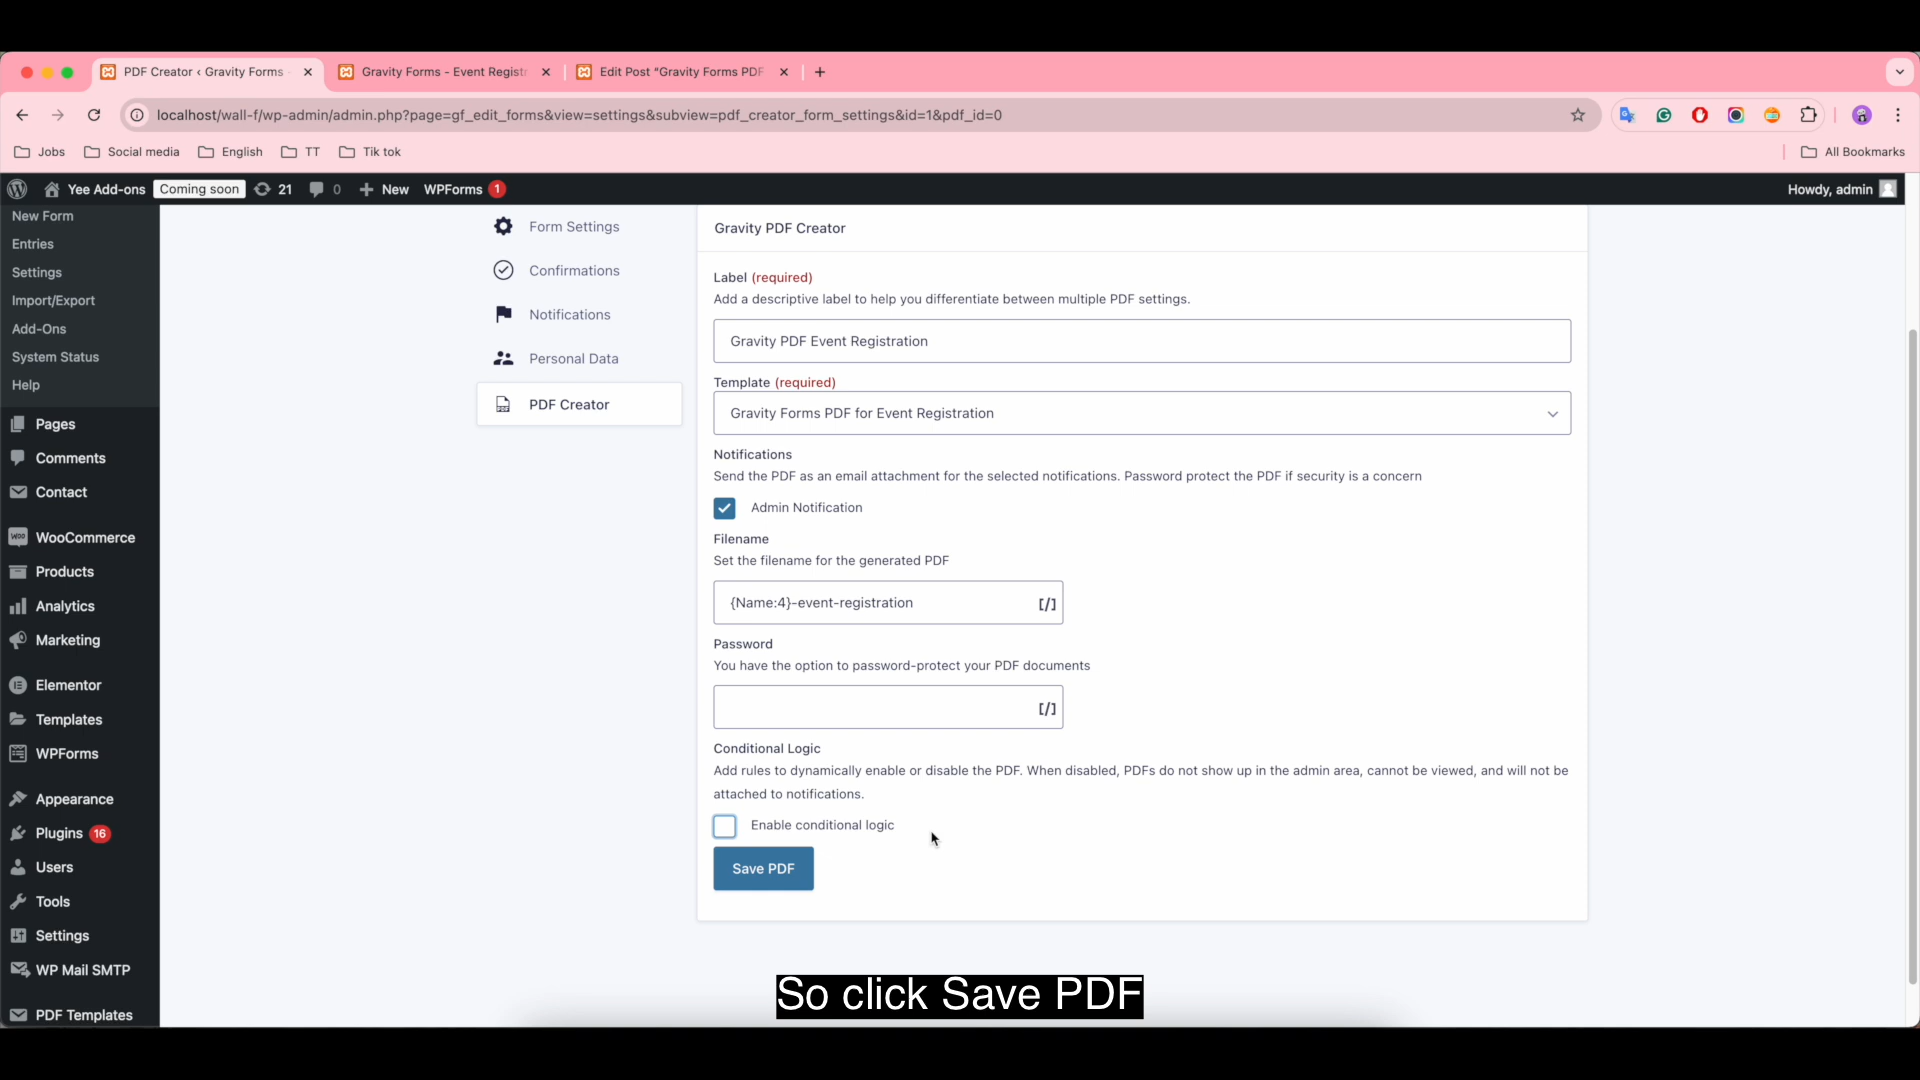 PDF Creator ‹ Gravity Forms
Gravity Forms - Event Registr
Edit Post "Gravity Forms PDF
localhost/wall-f/wp-admin/admin.php?page=gf_edit_forms&view=settings&subview=pdf_creator_form_settings&id=1&pdf_id=0
Jobs
Social media
English
TT
Tik tok
All Bookmarks
Yee Add-ons
Coming soon
21
0
New
WPForms 1
Howdy, admin
New Form
Entries
Settings
Import/Export
Add-Ons
System Status
Help
Pages
Comments
Contact
WooCommerce
Products
Analytics
Marketing
Elementor
Templates
WPForms
Appearance
Plugins 16
Users
Tools
Settings
WP Mail SMTP
PDF Templates
Form Settings
Confirmations
Notifications
Personal Data
PDF Creator
Gravity PDF Creator
Label (required)
Add a descriptive label to help you differentiate between multiple PDF settings.
Gravity PDF Event Registration
Template (required)
Gravity Forms PDF for Event Registration
Notifications
Send the PDF as an email attachment for the selected notifications. Password protect the PDF if security is a concern
Admin Notification
Filename
Set the filename for the generated PDF
{Name:4}-event-registration
[/]
Password
You have the option to password-protect your PDF documents
[/]
Conditional Logic
Add rules to dynamically enable or disable the PDF. When disabled, PDFs do not show up in the admin area, cannot be viewed, and will not be
attached to notifications.
Enable conditional logic
Save PDF
So click Save PDF